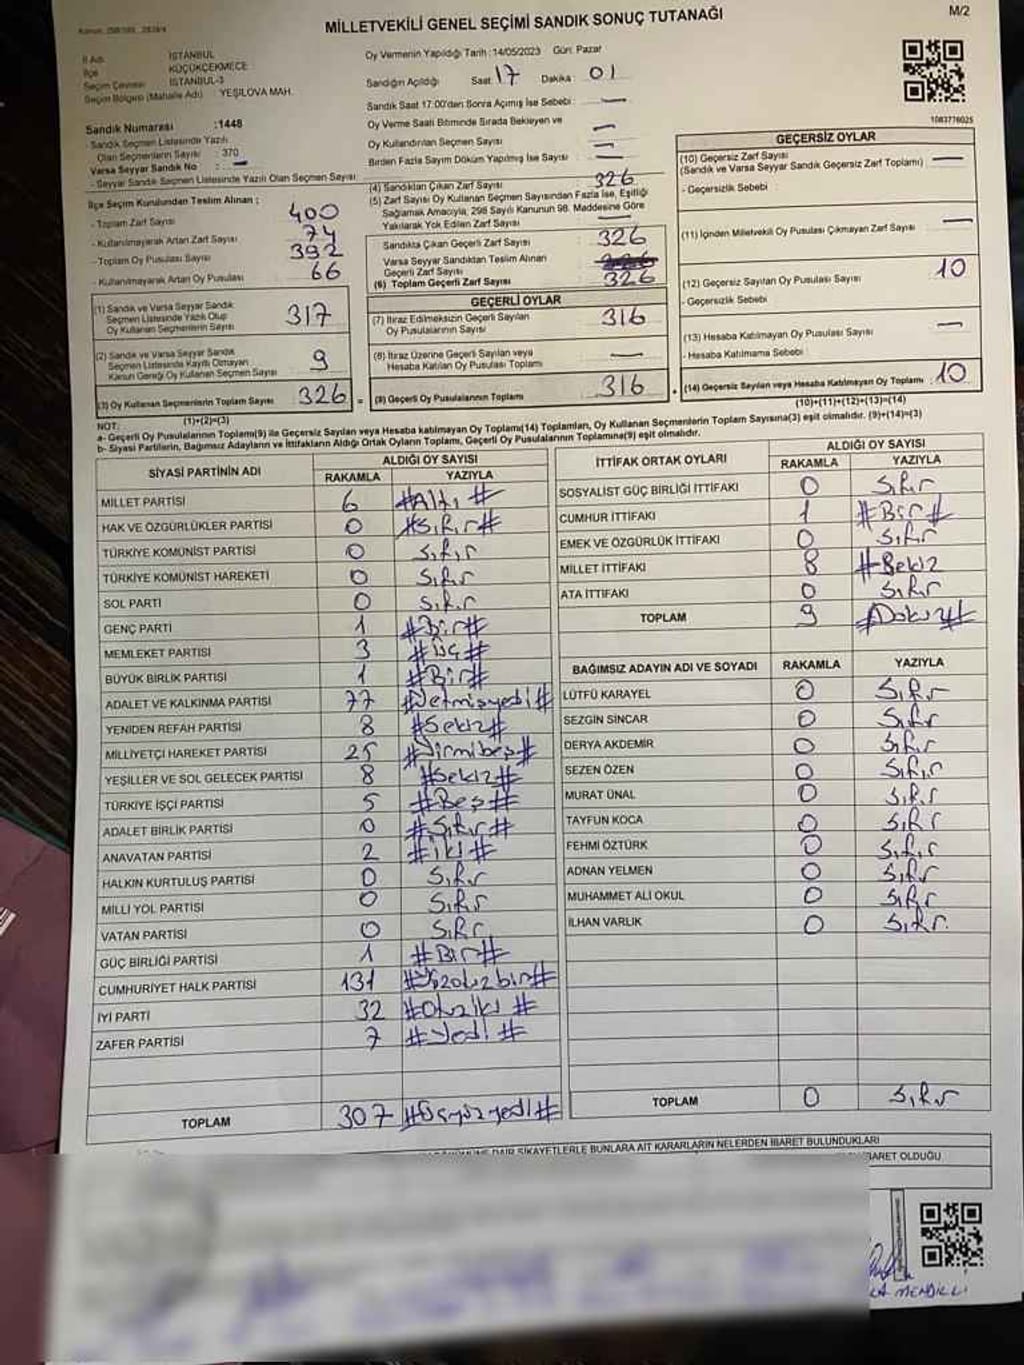 M/2
MİLLETVEKİLİ GENEL SEÇİMİ SANDIK SONUÇ TUTANAĞI
İl Adı İSTANBUL
İlçe KÜÇÜKÇEKMECE
Seçim Çevresi İSTANBUL-3
Seçim Bölgesi (Mahalle Adı) : YEŞİLOVA MAH.
Sandık Numarası :1448
- Sandık Seçmen Listesinde Yazılı
Olan Seçmenlerin Sayısı : 370
Varsa Seyyar Sandık No : —
- Seyyar Sandık Seçmen Listesinde Yazılı Olan Seçmen Sayısı
Oy Vermenin Yapıldığı Tarih : 14/05/2023 Gün: Pazar
Sandığın Açıldığı Saat : 17 Dakika : 01
Sandık Saat 17:00'den Sonra Açımış İse Sebebi : —
Oy Verme Saati Bitiminde Sırada Bekleyen ve
Oy Kullandırılan Seçmen Sayısı —
Birden Fazla Sayım Döküm Yapılmış İse Sayısı : —
1083776025
İlçe Seçim Kurulundan Teslim Alınan ;
- Toplam Zarf Sayısı 400
- Kullanılmayarak Artan Zarf Sayısı 74
- Toplam Oy Pusulası Sayısı 392
- Kullanılmayarak Artan Oy Pusulası 66
(1) Sandık ve Varsa Seyyar Sandık
Seçmen Listesinde Yazılı Olup
Oy Kullanan Seçmenlerin Sayısı 317
(2) Sandık ve Varsa Seyyar Sandık
Seçmen Listesinde Kayıtlı Olmayan
Kanun Gereği Oy Kullanan Seçmen Sayısı 9
(3) Oy Kullanan Seçmenlerin Toplam Sayısı 326
(1)+(2)=(3)
(4) Sandıktan Çıkan Zarf Sayısı 326
(5) Zarf Sayısı Oy Kullanan Seçmen Sayısından Fazla İse, Eşitliği
Sağlamak Amacıyla, 298 Sayılı Kanunun 98. Maddesine Göre
Yakılarak Yok Edilen Zarf Sayısı —
Sandıkta Çıkan Geçerli Zarf Sayısı 326
Varsa Seyyar Sandıktan Teslim Alınan
Geçerli Zarf Sayısı
(6) Toplam Geçerli Zarf Sayısı 326
GEÇERLİ OYLAR
(7) İtiraz Edilmeksizin Geçerli Sayılan
Oy Pusulalarının Sayısı 316
(8) İtiraz Üzerine Geçerli Sayılan veya
Hesaba Katılan Oy Pusulası Toplamı —
= (9) Geçerli Oy Pusulalarının Toplamı 316
GEÇERSİZ OYLAR
(10) Geçersiz Zarf Sayısı
(Sandık ve Varsa Seyyar Sandık Geçersiz Zarf Toplamı) —
- Geçersizlik Sebebi :
(11) İçinden Milletvekili Oy Pusulası Çıkmayan Zarf Sayısı —
(12) Geçersiz Sayılan Oy Pusulası Sayısı 10
- Geçersizlik Sebebi
(13) Hesaba Katılmayan Oy Pusulası Sayısı —
- Hesaba Katılmama Sebebi :
+ (14) Geçersiz Sayılan veya Hesaba Katılmayan Oy Toplamı : 10
(10)+(11)+(12)+(13)=(14)
NOT:
a- Geçerli Oy Pusulalarının Toplamı(9) ile Geçersiz Sayılan veya Hesaba katılmayan Oy Toplamı(14) Toplamları, Oy Kullanan Seçmenlerin Toplam Sayısına(3) eşit olmalıdır. (9)+(14)=(3)
b- Siyasi Partilerin, Bağımsız Adayların ve İttifakların Aldığı Ortak Oyların Toplamı, Geçerli Oy Pusulalarının Toplamına(9) eşit olmalıdır.
SİYASİ PARTİNİN ADI ALDIĞI OY SAYISI
RAKAMLA YAZIYLA
MİLLET PARTİSİ 6 #Altı#
HAK VE ÖZGÜRLÜKLER PARTİSİ 0 #Sıfır#
TÜRKİYE KOMÜNİST PARTİSİ 0 Sıfır
TÜRKİYE KOMÜNİST HAREKETİ 0 Sıfır
SOL PARTİ 0 Sıfır
GENÇ PARTİ 1 #Bir#
MEMLEKET PARTİSİ 3 #Üç#
BÜYÜK BİRLİK PARTİSİ 1 #Bir#
ADALET VE KALKINMA PARTİSİ 77 #Yetmişyedi#
YENİDEN REFAH PARTİSİ 8 #Sekiz#
MİLLİYETÇİ HAREKET PARTİSİ 25 #Yirmibeş#
YEŞİLLER VE SOL GELECEK PARTİSİ 8 #Sekiz#
TÜRKİYE İŞÇİ PARTİSİ 5 #Beş#
ADALET BİRLİK PARTİSİ 0 #Sıfır#
ANAVATAN PARTİSİ 2 #iki#
HALKIN KURTULUŞ PARTİSİ 0 Sıfır
MİLLİ YOL PARTİSİ 0 Sıfır
VATAN PARTİSİ 0 Sıfır
GÜÇ BİRLİĞİ PARTİSİ 1 #Bir#
CUMHURİYET HALK PARTİSİ 131 #Yüzotuzbir#
İYİ PARTİ 32 #Otuziki#
ZAFER PARTİSİ 7 #Yedi#
TOPLAM 307 #Üçyüzyedi#
İTTİFAK ORTAK OYLARI ALDIĞI OY SAYISI
RAKAMLA YAZIYLA
SOSYALİST GÜÇ BİRLİĞİ İTTİFAKI 0 Sıfır
CUMHUR İTTİFAKI 1 #Bir#
EMEK VE ÖZGÜRLÜK İTTİFAKI 0 Sıfır
MİLLET İTTİFAKI 8 #Sekiz
ATA İTTİFAKI 0 Sıfır
TOPLAM 9 #Dokuz#
BAĞIMSIZ ADAYIN ADI VE SOYADI RAKAMLA YAZIYLA
LÜTFÜ KARAYEL 0 Sıfır
SEZGİN SİNCAR 0 Sıfır
DERYA AKDEMİR 0 Sıfır
SEZEN ÖZEN 0 Sıfır
MURAT ÜNAL 0 Sıfır
TAYFUN KOCA 0 Sıfır
FEHMİ ÖZTÜRK 0 Sıfır
ADNAN YELMEN 0 Sıfır
MUHAMMET ALİ OKUL 0 Sıfır
İLHAN VARLIK 0 Sıfır.
TOPLAM 0 Sıfır
DAİR ŞİKAYETLERLE BUNLARA AİT KARARLARIN NELERDEN İBARET BULUNDUKLARI
İBARET OLDUĞU
MENDİLLİ